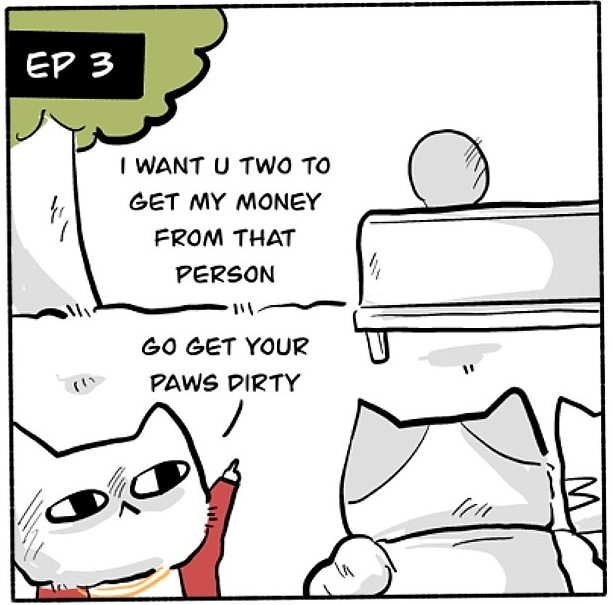 EP 3
I WANT U TWO TO
GET MY MONEY
FROM THAT
PERSON
GO GET YOUR
PAWS DIRTY